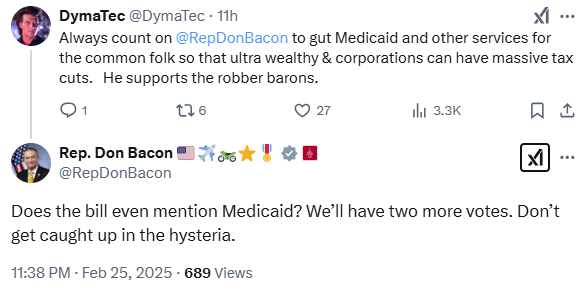 DymaTec @DymaTec · 11h
Always count on @RepDonBacon to gut Medicaid and other services for
the common folk so that ultra wealthy & corporations can have massive tax
cuts. He supports the robber barons.
1 6 27 3.3K
Rep. Don Bacon
@RepDonBacon
Does the bill even mention Medicaid? We'll have two more votes. Don't
get caught up in the hysteria.
11:38 PM · Feb 25, 2025 · 689 Views